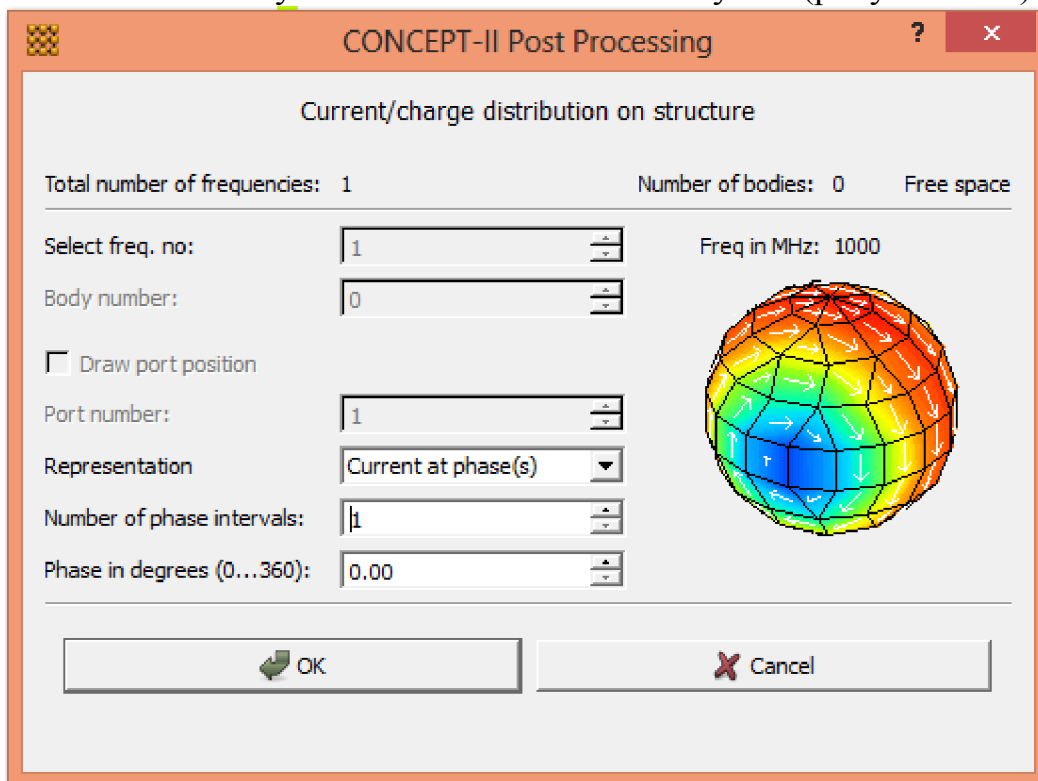 CONCEPT-II Post Processing ? ×
Current/charge distribution on structure
Total number of frequencies: 1 Number of bodies: 0 Free space
Select freq. no: 1 Freq in MHz: 1000
Body number: 0
Draw port position
Port number: 1
Representation Current at phase(s)
Number of phase intervals: 1
Phase in degrees (0...360): 0.00
OK Cancel